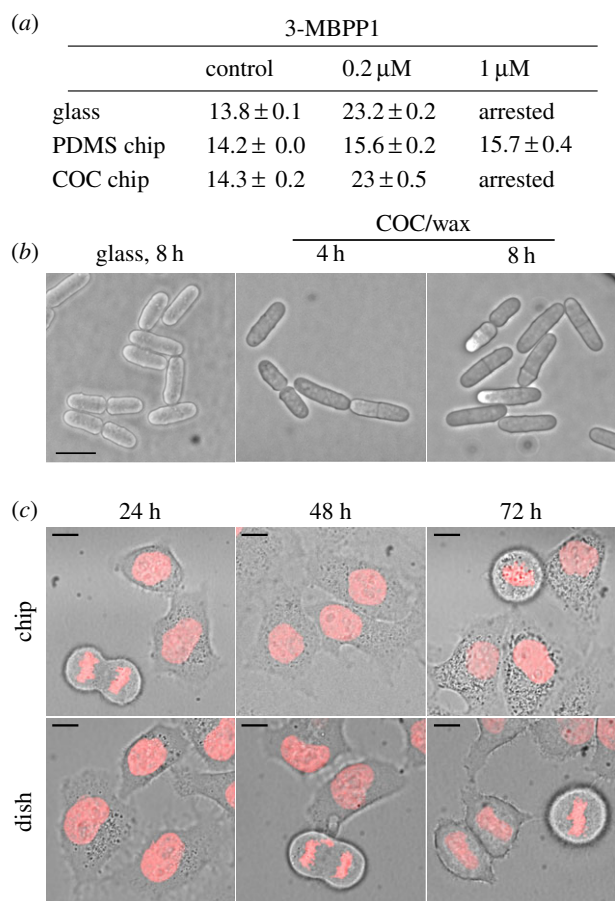 (a)
3-MBPP1
control 0.2 µM 1 µM
glass 13.8 ± 0.1 23.2 ± 0.2 arrested
PDMS chip 14.2 ± 0.0 15.6 ± 0.2 15.7 ± 0.4
COC chip 14.3 ± 0.2 23 ± 0.5 arrested
COC/wax
(b) glass, 8 h 4 h 8 h
(c) 24 h 48 h 72 h
chip
dish